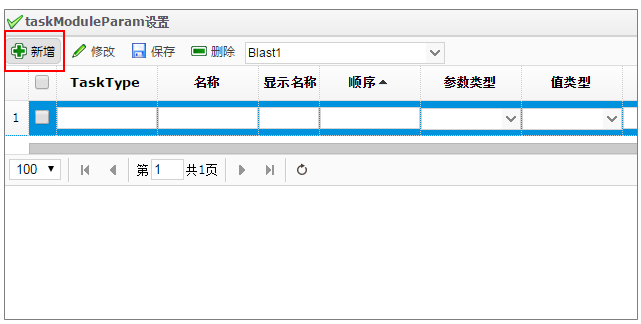 taskModuleParam设置
新增 修改 保存 删除 Blast1
TaskType 名称 显示名称 顺序 参数类型 值类型
1
100 第 1 共1页